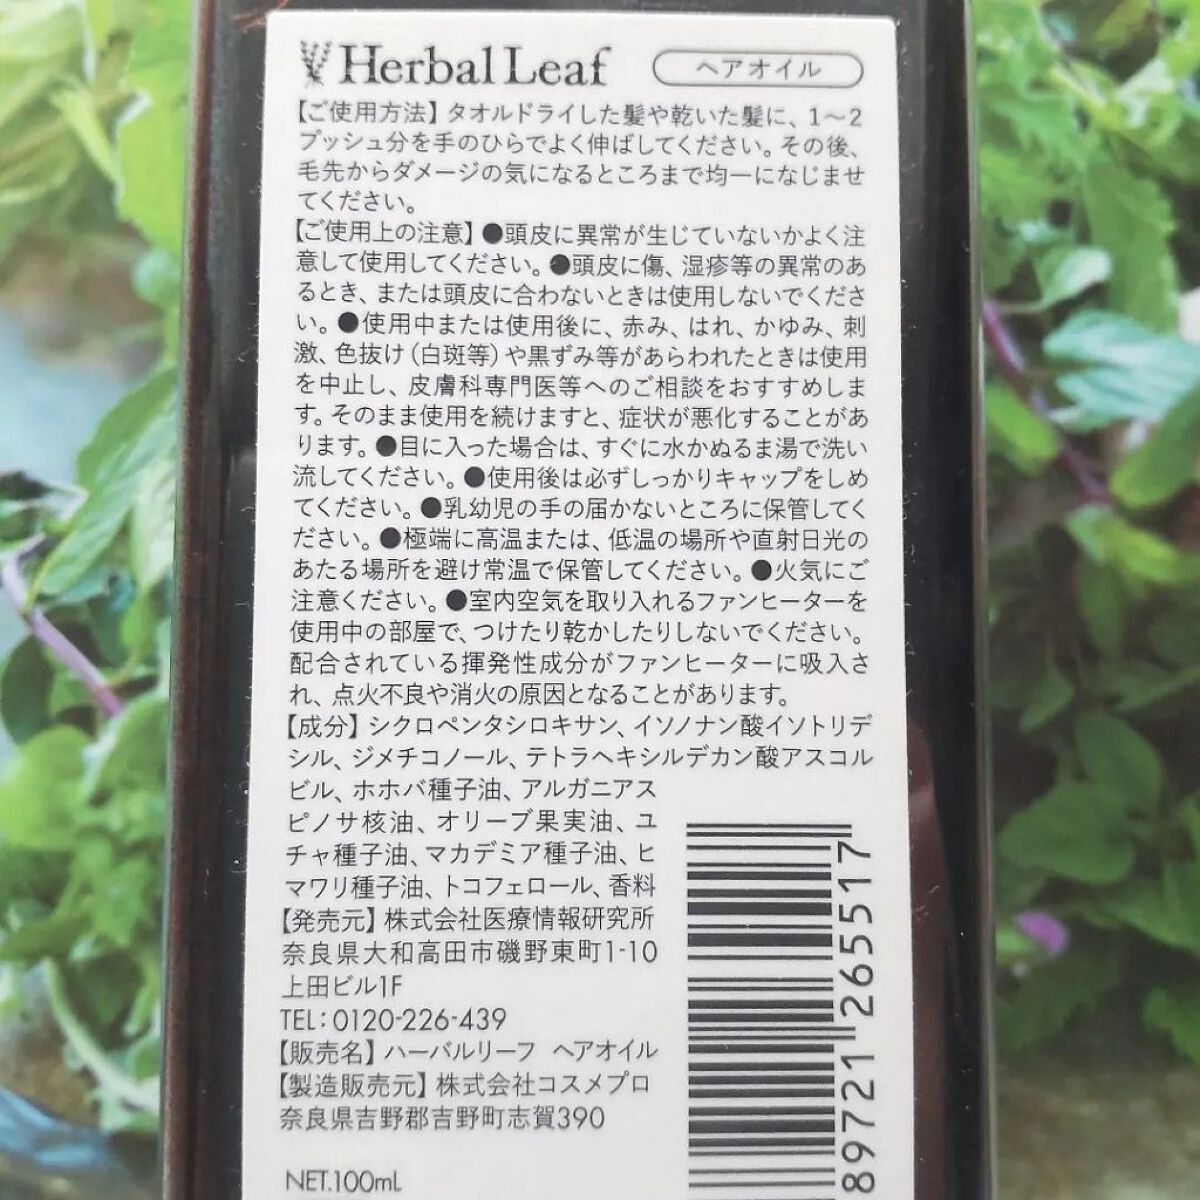 Herbal Leaf ヘアオイル
【ご使用方法】タオルドライした髪や乾いた髪に、1～2
プッシュ分を手のひらでよく伸ばしてください。その後、
毛先からダメージの気になるところまで均一になじませ
てください。
【ご使用上の注意】●頭皮に異常が生じていないかよく注
意して使用してください。●頭皮に傷、湿疹等の異常のあ
るとき、または頭皮に合わないときは使用しないでくださ
い。●使用中または使用後に、赤み、はれ、かゆみ、刺
激、色抜け（白斑等）や黒ずみ等があらわれたときは使用
を中止し、皮膚科専門医等へのご相談をおすすめしま
す。そのまま使用を続けますと、症状が悪化することがあ
ります。●目に入った場合は、すぐに水かぬるま湯で洗い
流してください。●使用後は必ずしっかりキャップをしめ
てください。●乳幼児の手の届かないところに保管してく
ださい。●極端に高温または、低温の場所や直射日光の
あたる場所を避け常温で保管してください。●火気にご
注意ください。●室内空気を取り入れるファンヒーターを
使用中の部屋で、つけたり乾かしたりしないでください。
配合されている揮発性成分がファンヒーターに吸入さ
れ、点火不良や消火の原因となることがあります。
【成分】シクロペンタシロキサン、イソノナン酸イソトリデ
シル、ジメチコノール、テトラヘキシルデカン酸アスコル
ビル、ホホバ種子油、アルガニアス
ピノサ核油、オリーブ果実油、ユ
チャ種子油、マカデミア種子油、ヒ
マワリ種子油、トコフェロール、香料
【発売元】株式会社医療情報研究所
奈良県大和高田市磯野東町1-10
上田ビル1F
TEL：0120-226-439
【販売名】ハーバルリーフ ヘアオイル
【製造販売元】株式会社コスメプロ
奈良県吉野郡吉野町志賀390
NET.100mL
89721 265517